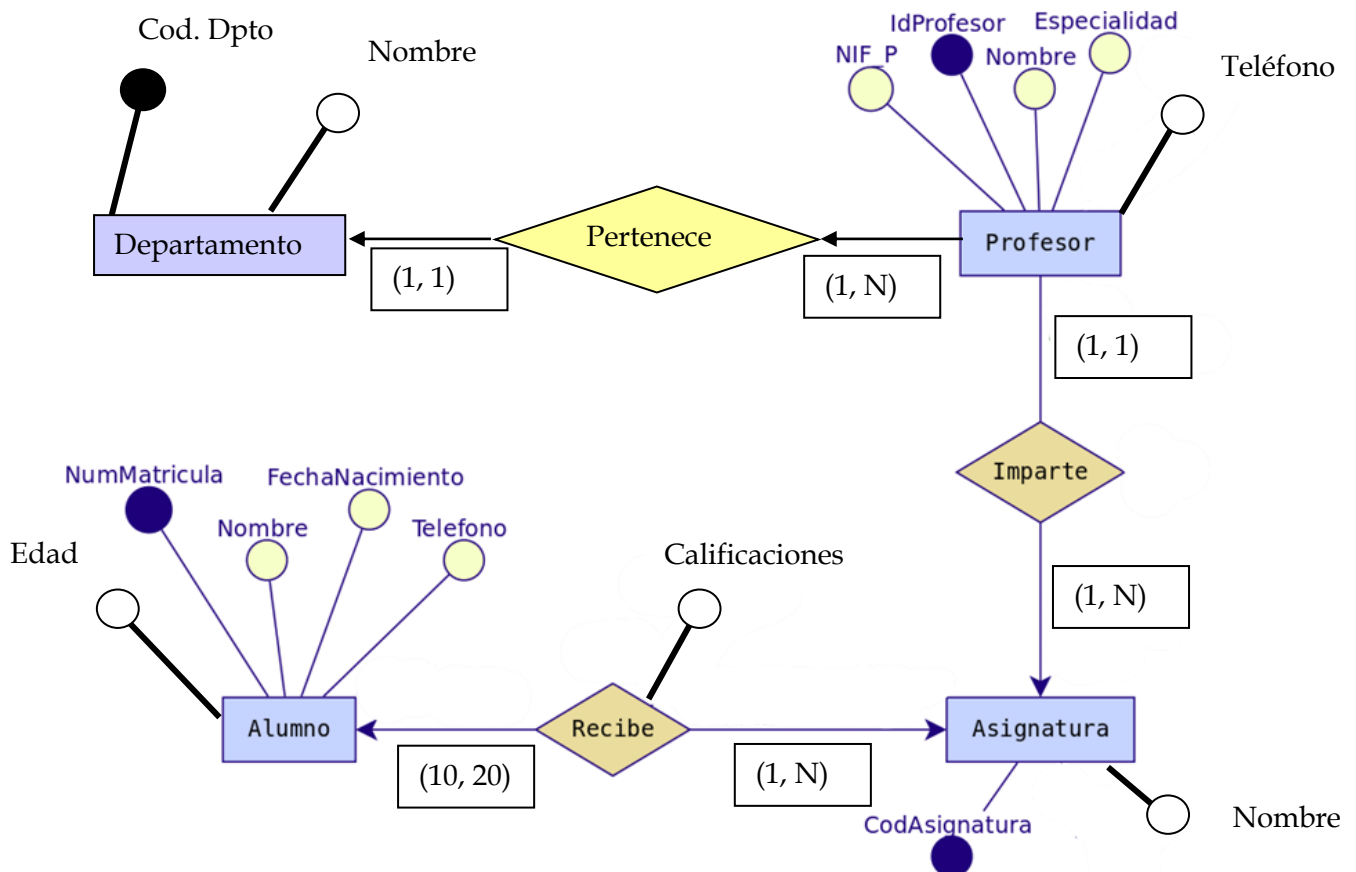 Cod. Dpto
Nombre
IdProfesor
Especialidad
NIF_P
Nombre
Teléfono
Departamento
Pertenece
Profesor
(1, 1)
(1, N)
(1, 1)
Imparte
NumMatricula
FechaNacimiento
Nombre
Telefono
Edad
Calificaciones
(1, N)
Alumno
Recibe
Asignatura
(10, 20)
(1, N)
CodAsignatura
Nombre